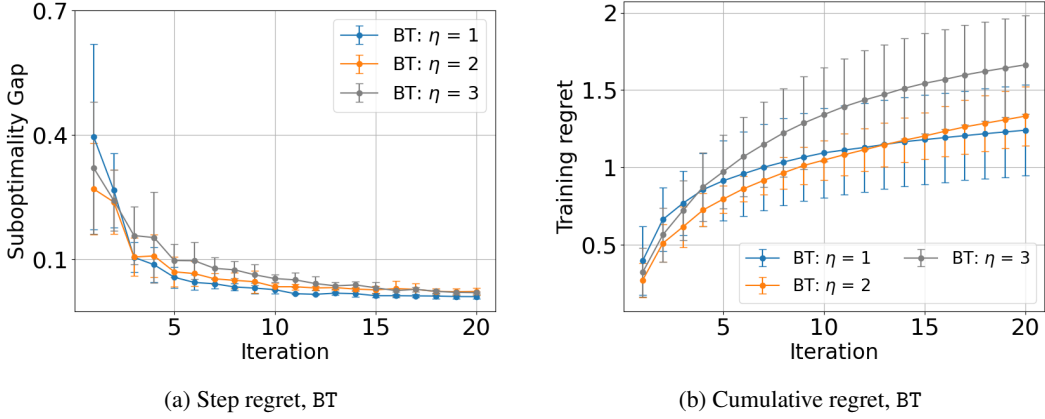 0.7
0.4
0.1
Suboptimality Gap
BT: η = 1
BT: η = 2
BT: η = 3
5
10
15
20
Iteration
(a) Step regret, BT
2
1.5
1
0.5
Training regret
BT: η = 1
BT: η = 2
BT: η = 3
5
10
15
20
Iteration
(b) Cumulative regret, BT